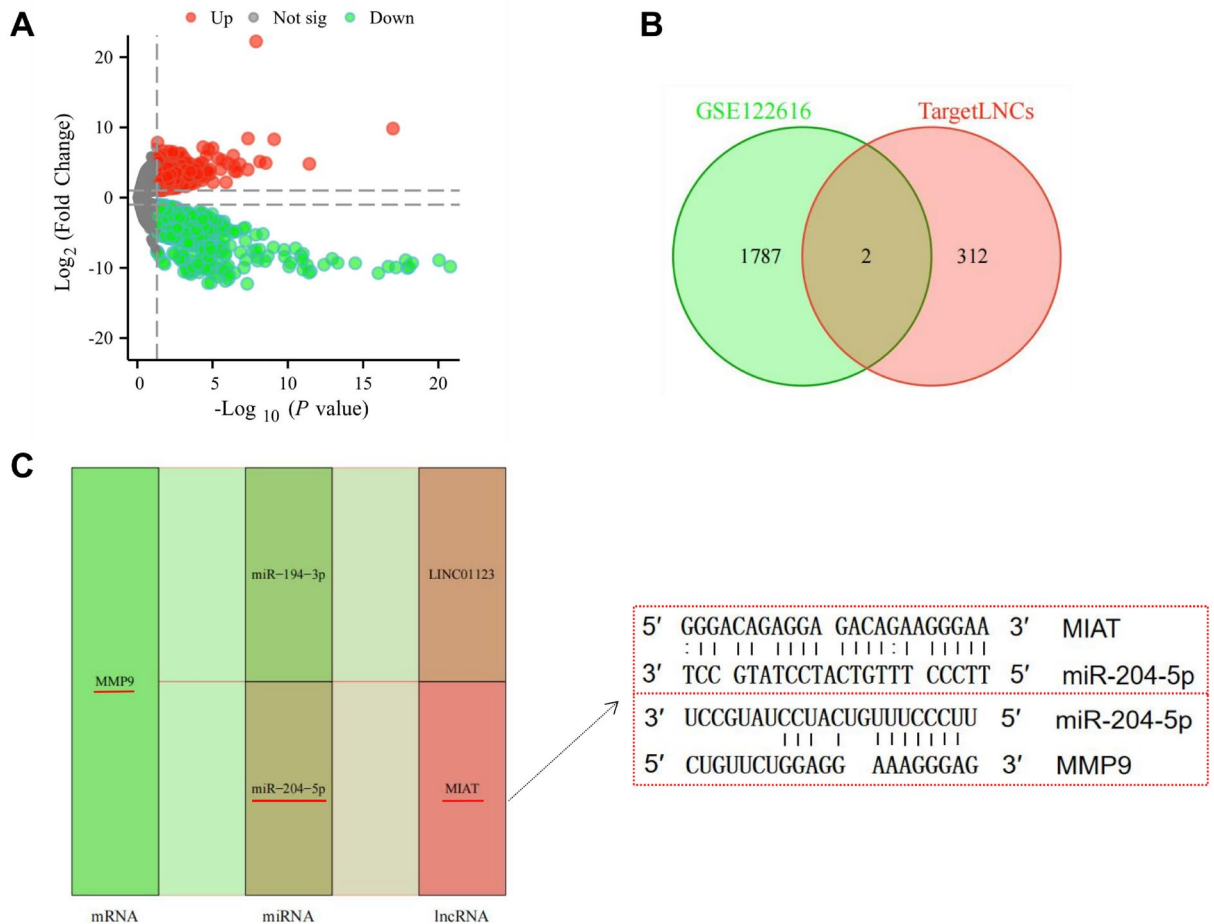 A
Up Not sig Down
Log2 (Fold Change)
20
10
0
-10
-20
0 5 10 15 20
-Log 10 (P value)
B
GSE122616 TargetLNCs
1787 2 312
C
miR−194−3p LINC01123
MMP9
miR−204−5p MIAT
mRNA miRNA lncRNA
5′ GGGACAGAGGA GACAGAAGGGAA 3′ MIAT
3′ TCC GTATCCTACTGTTT CCCTT 5′ miR-204-5p
3′ UCCGUAUCCUACUGUUUCCCUU 5′ miR-204-5p
5′ CUGUUCUGGAGG AAAGGGAG 3′ MMP9